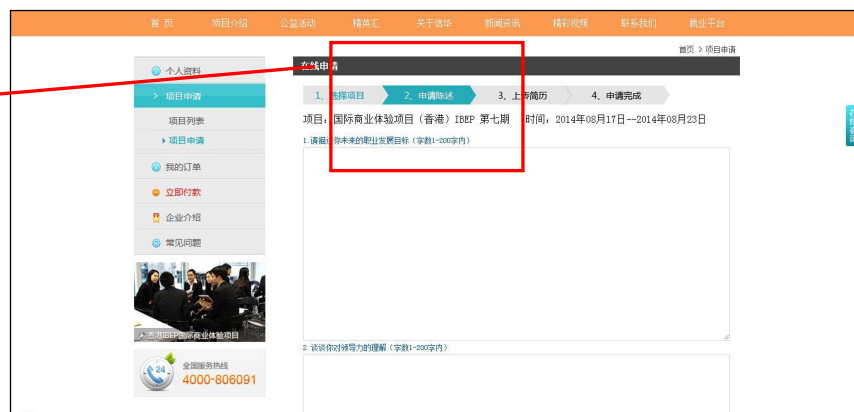 首 页 项目介绍 公益活动 精英汇 关于信华 新闻资讯 精彩视频 联系我们 就业平台
首页 > 项目申请
个人资料
> 项目申请
项目列表
项目申请
我的订单
立即付款
企业介绍
常见问题
香港IBEP国际商业体验项目
24
全国服务热线
4000-806091
在线申请
1、选择项目 2、申请陈述 3、上传简历 4、申请完成
项目：国际商业体验项目（香港）IBEP 第七期 时间：2014年08月17日--2014年08月23日
1.请描述你未来的职业发展目标（字数1-200字内）
2.谈谈你对领导力的理解（字数1-200字内）
在线咨询